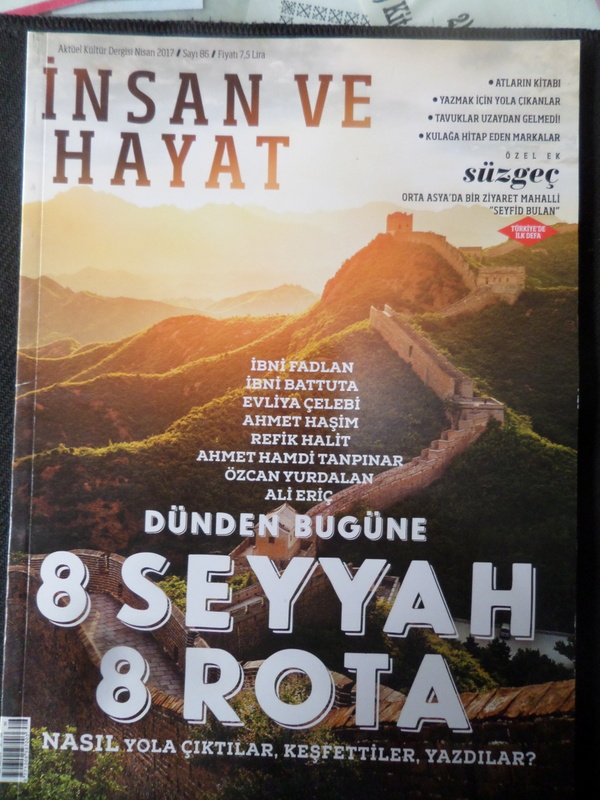 Aktüel Kültür Dergisi Nisan 2017 // Sayı 86 // Fiyatı 7,5 Lira
İNSAN VE
HAYAT
• ATLARIN KİTABI
• YAZMAK İÇİN YOLA ÇIKANLAR
• TAVUKLAR UZAYDAN GELMEDİ!
• KULAĞA HİTAP EDEN MARKALAR
ÖZEL EK
süzgeç
ORTA ASYA'DA BİR ZİYARET MAHALLİ
"SEYFİD BULAN"
TÜRKİYE'DE
İLK DEFA
İBNİ FADLAN
İBNİ BATTUTA
EVLİYA ÇELEBİ
AHMET HAŞİM
REFİK HALİT
AHMET HAMDİ TANPINAR
ÖZCAN YURDALAN
ALİ ERİÇ
DÜNDEN BUGÜNE
8 SEYYAH
8 ROTA
NASIL YOLA ÇIKTILAR, KEŞFETTİLER, YAZDILAR?